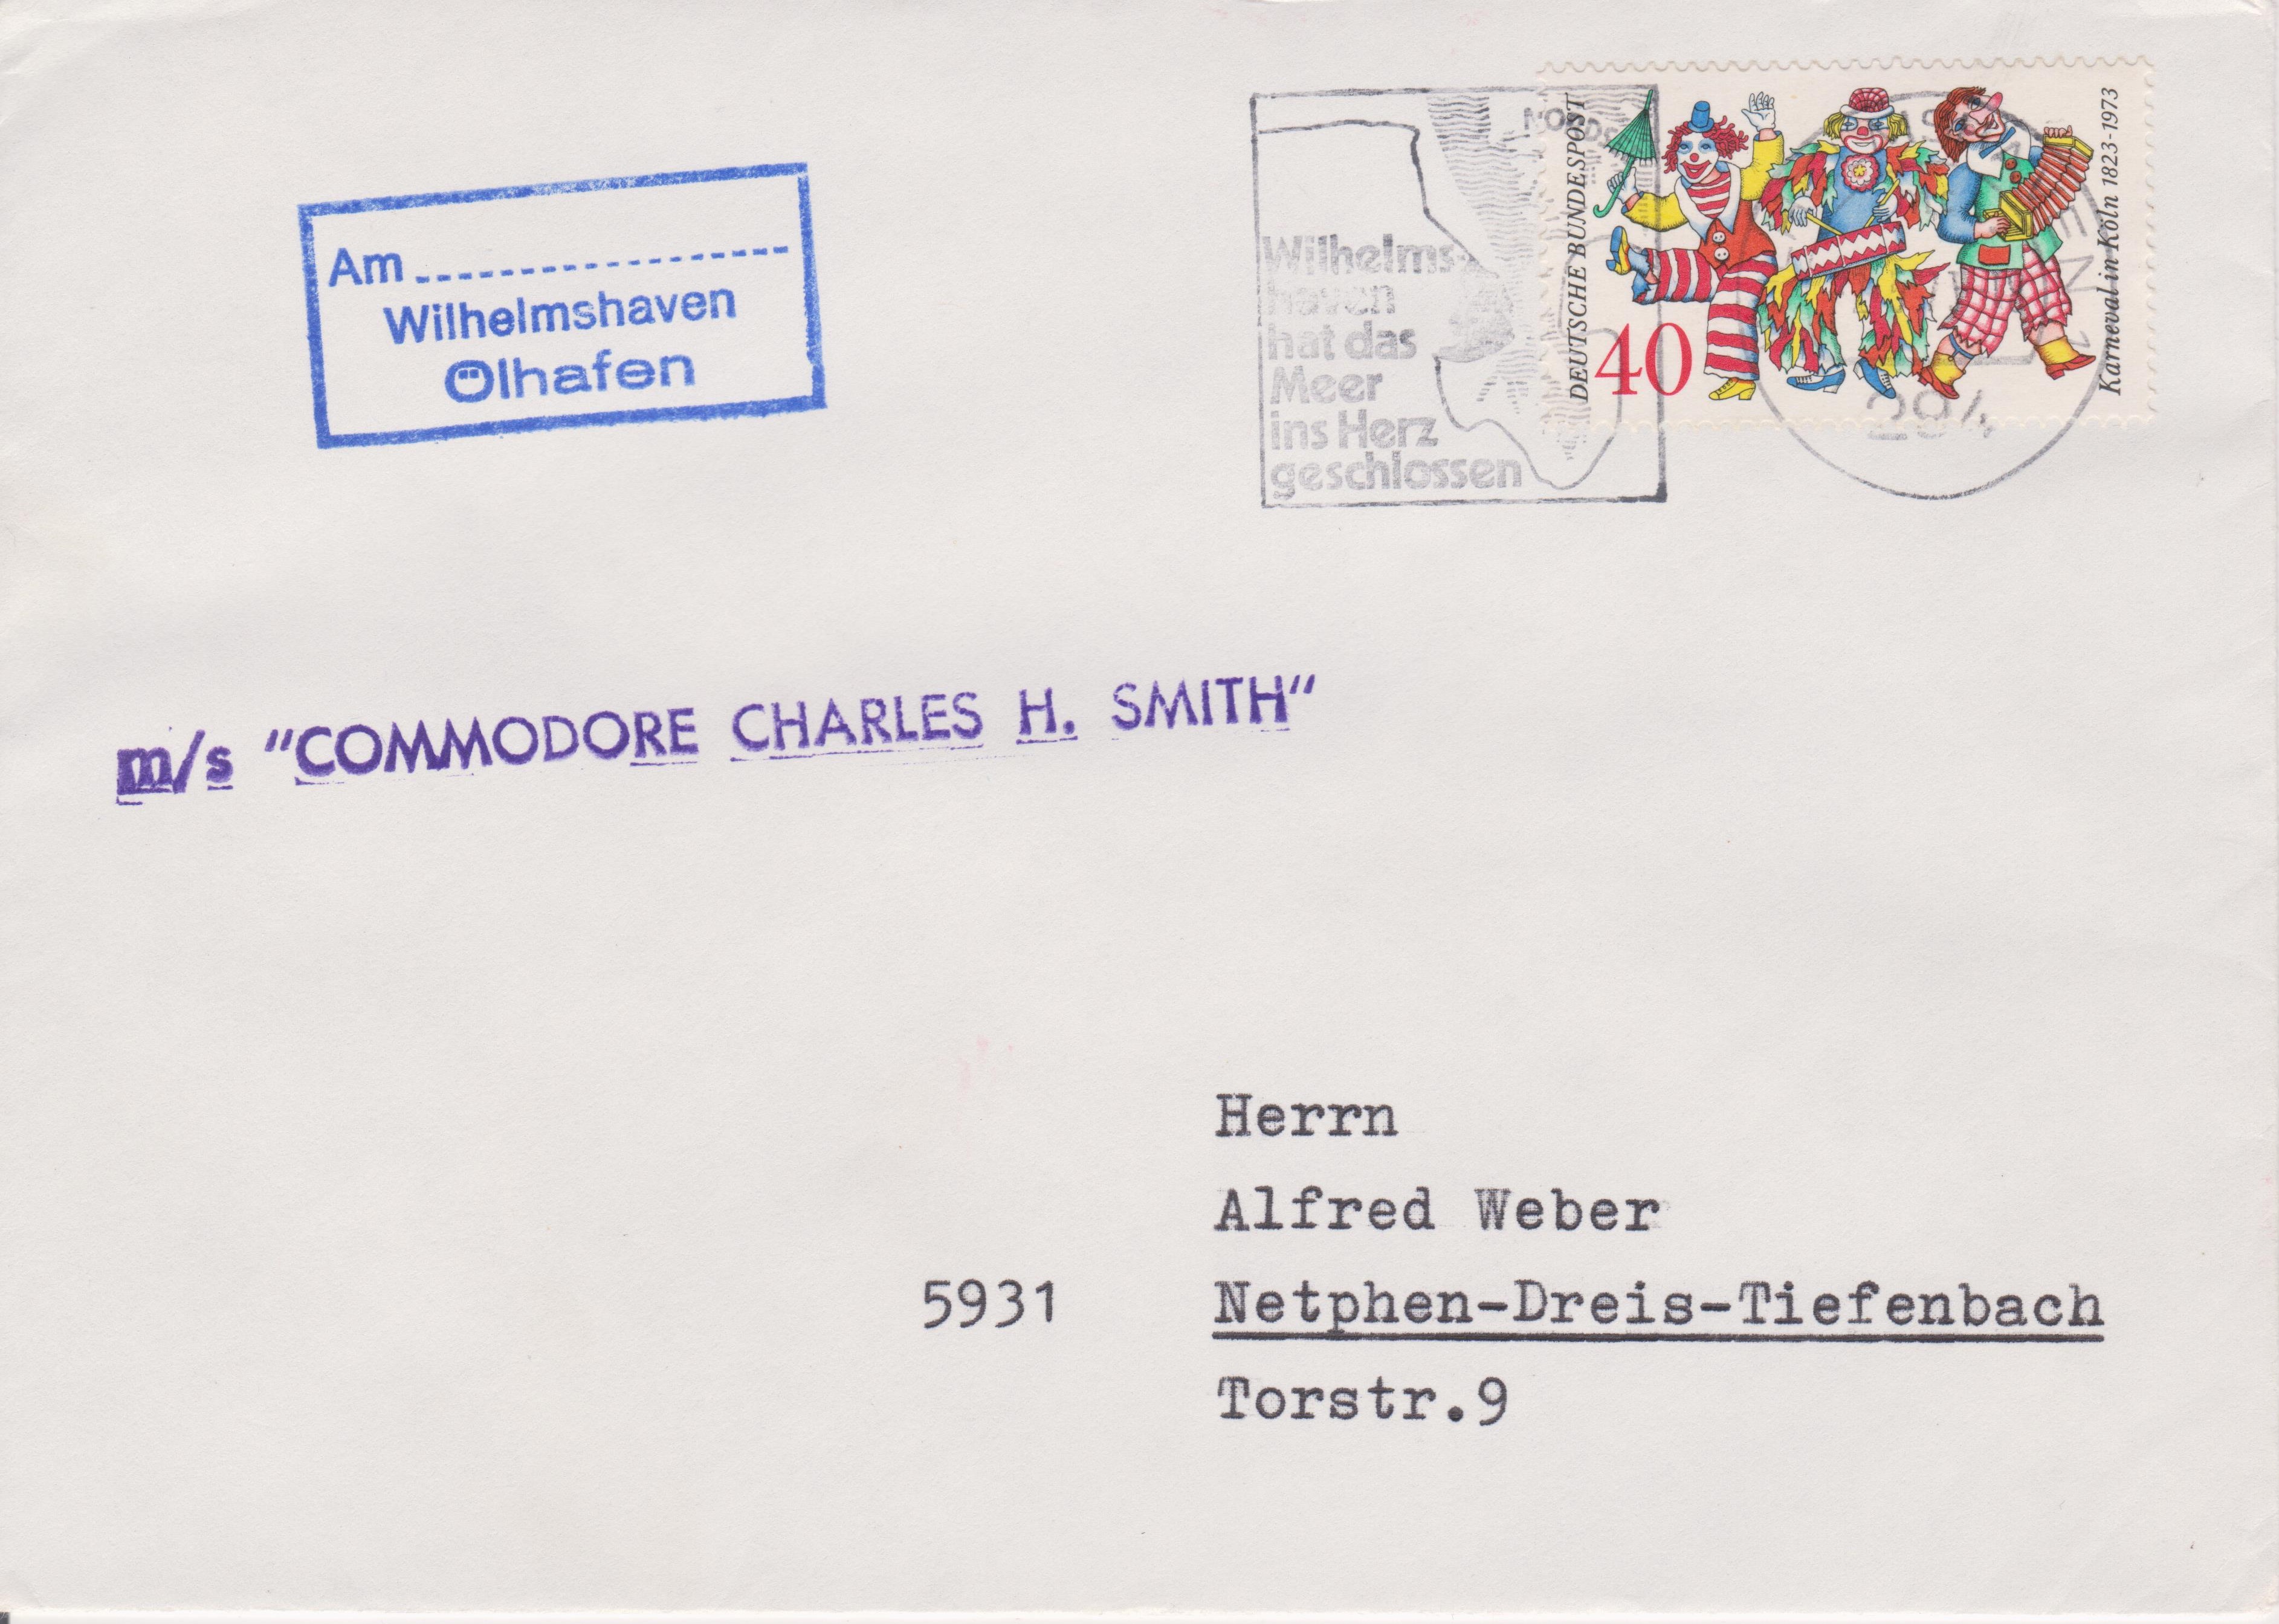 Am
Wilhelmshaven
Ölhafen
Wilhelms-
haven
hat das
Meer
ins Herz
geschlossen
DEUTSCHE BUNDESPOST
40
Karneval in Köln 1823-1973
294
m/s "COMMODORE CHARLES H. SMITH"
Herrn
Alfred Weber
5931 Netphen-Dreis-Tiefenbach
Torstr.9